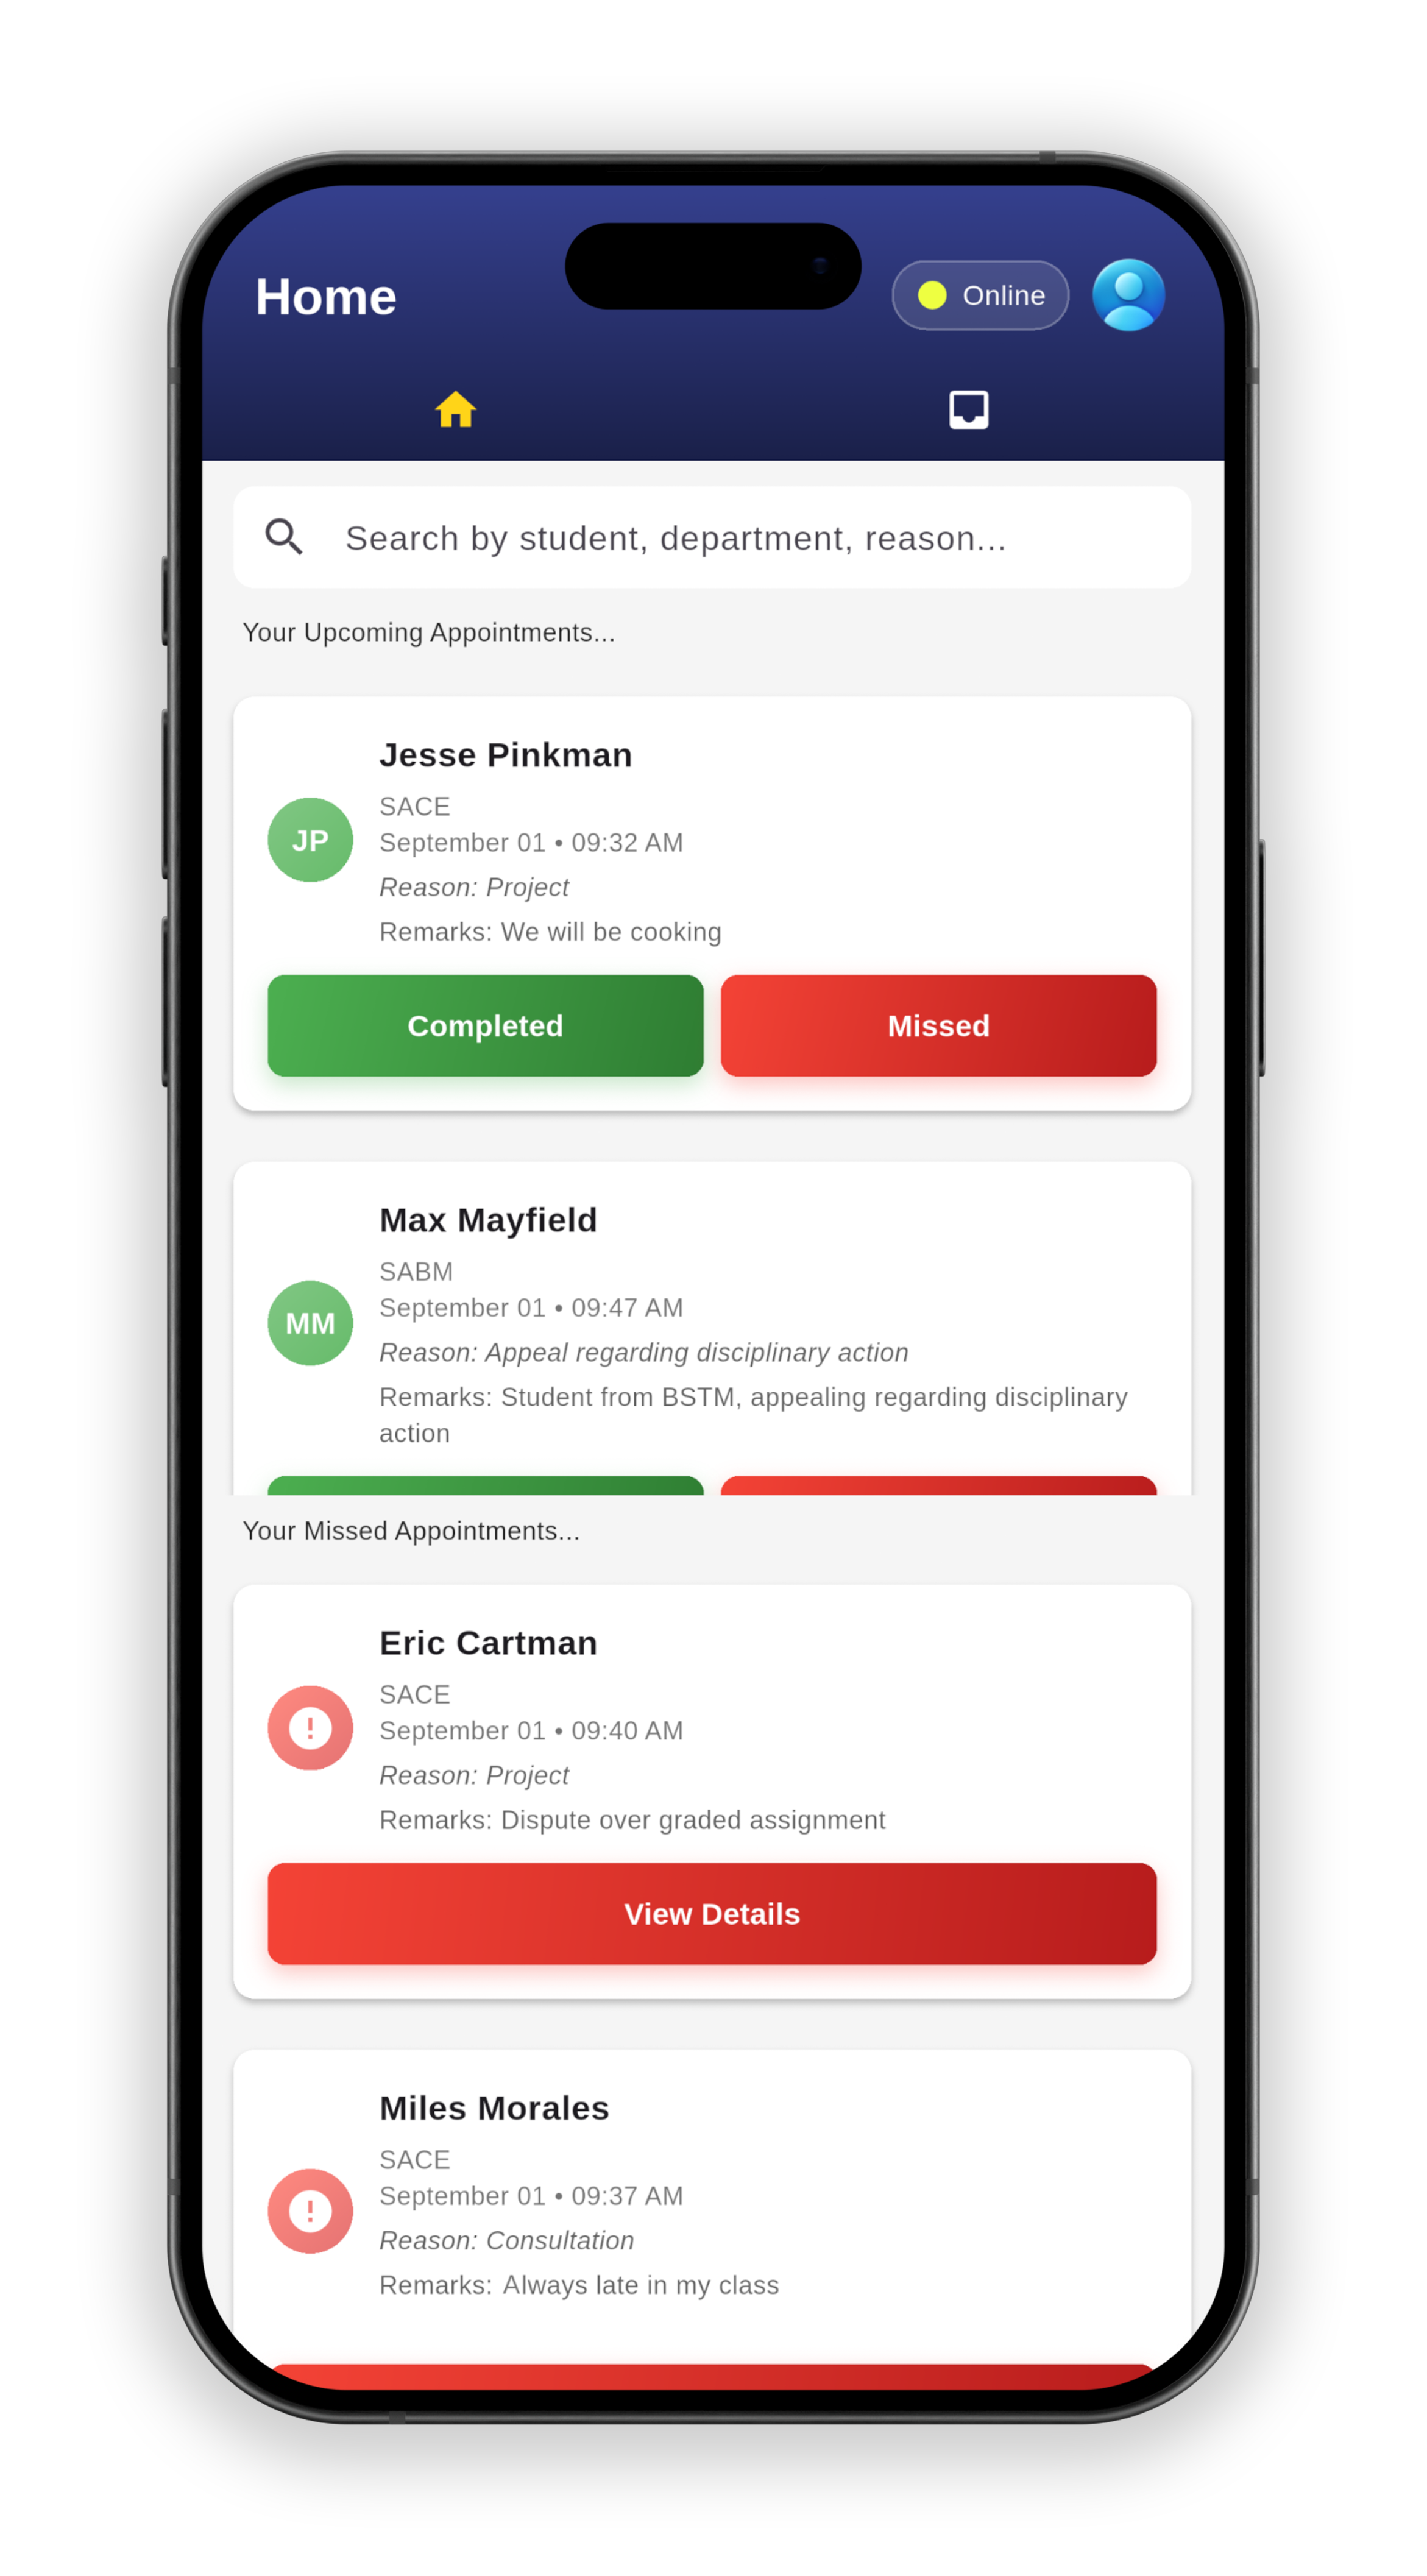 Home
Online
Search by student, department, reason...
Your Upcoming Appointments...
Jesse Pinkman
SACE
September 01 • 09:32 AM
JP
Reason: Project
Remarks: We will be cooking
Completed
Missed
Max Mayfield
SABM
September 01 • 09:47 AM
MM
Reason: Appeal regarding disciplinary action
Remarks: Student from BSTM, appealing regarding disciplinary
action
Your Missed Appointments...
Eric Cartman
SACE
September 01 • 09:40 AM
Reason: Project
Remarks: Dispute over graded assignment
View Details
Miles Morales
SACE
September 01 • 09:37 AM
Reason: Consultation
Remarks: Always late in my class